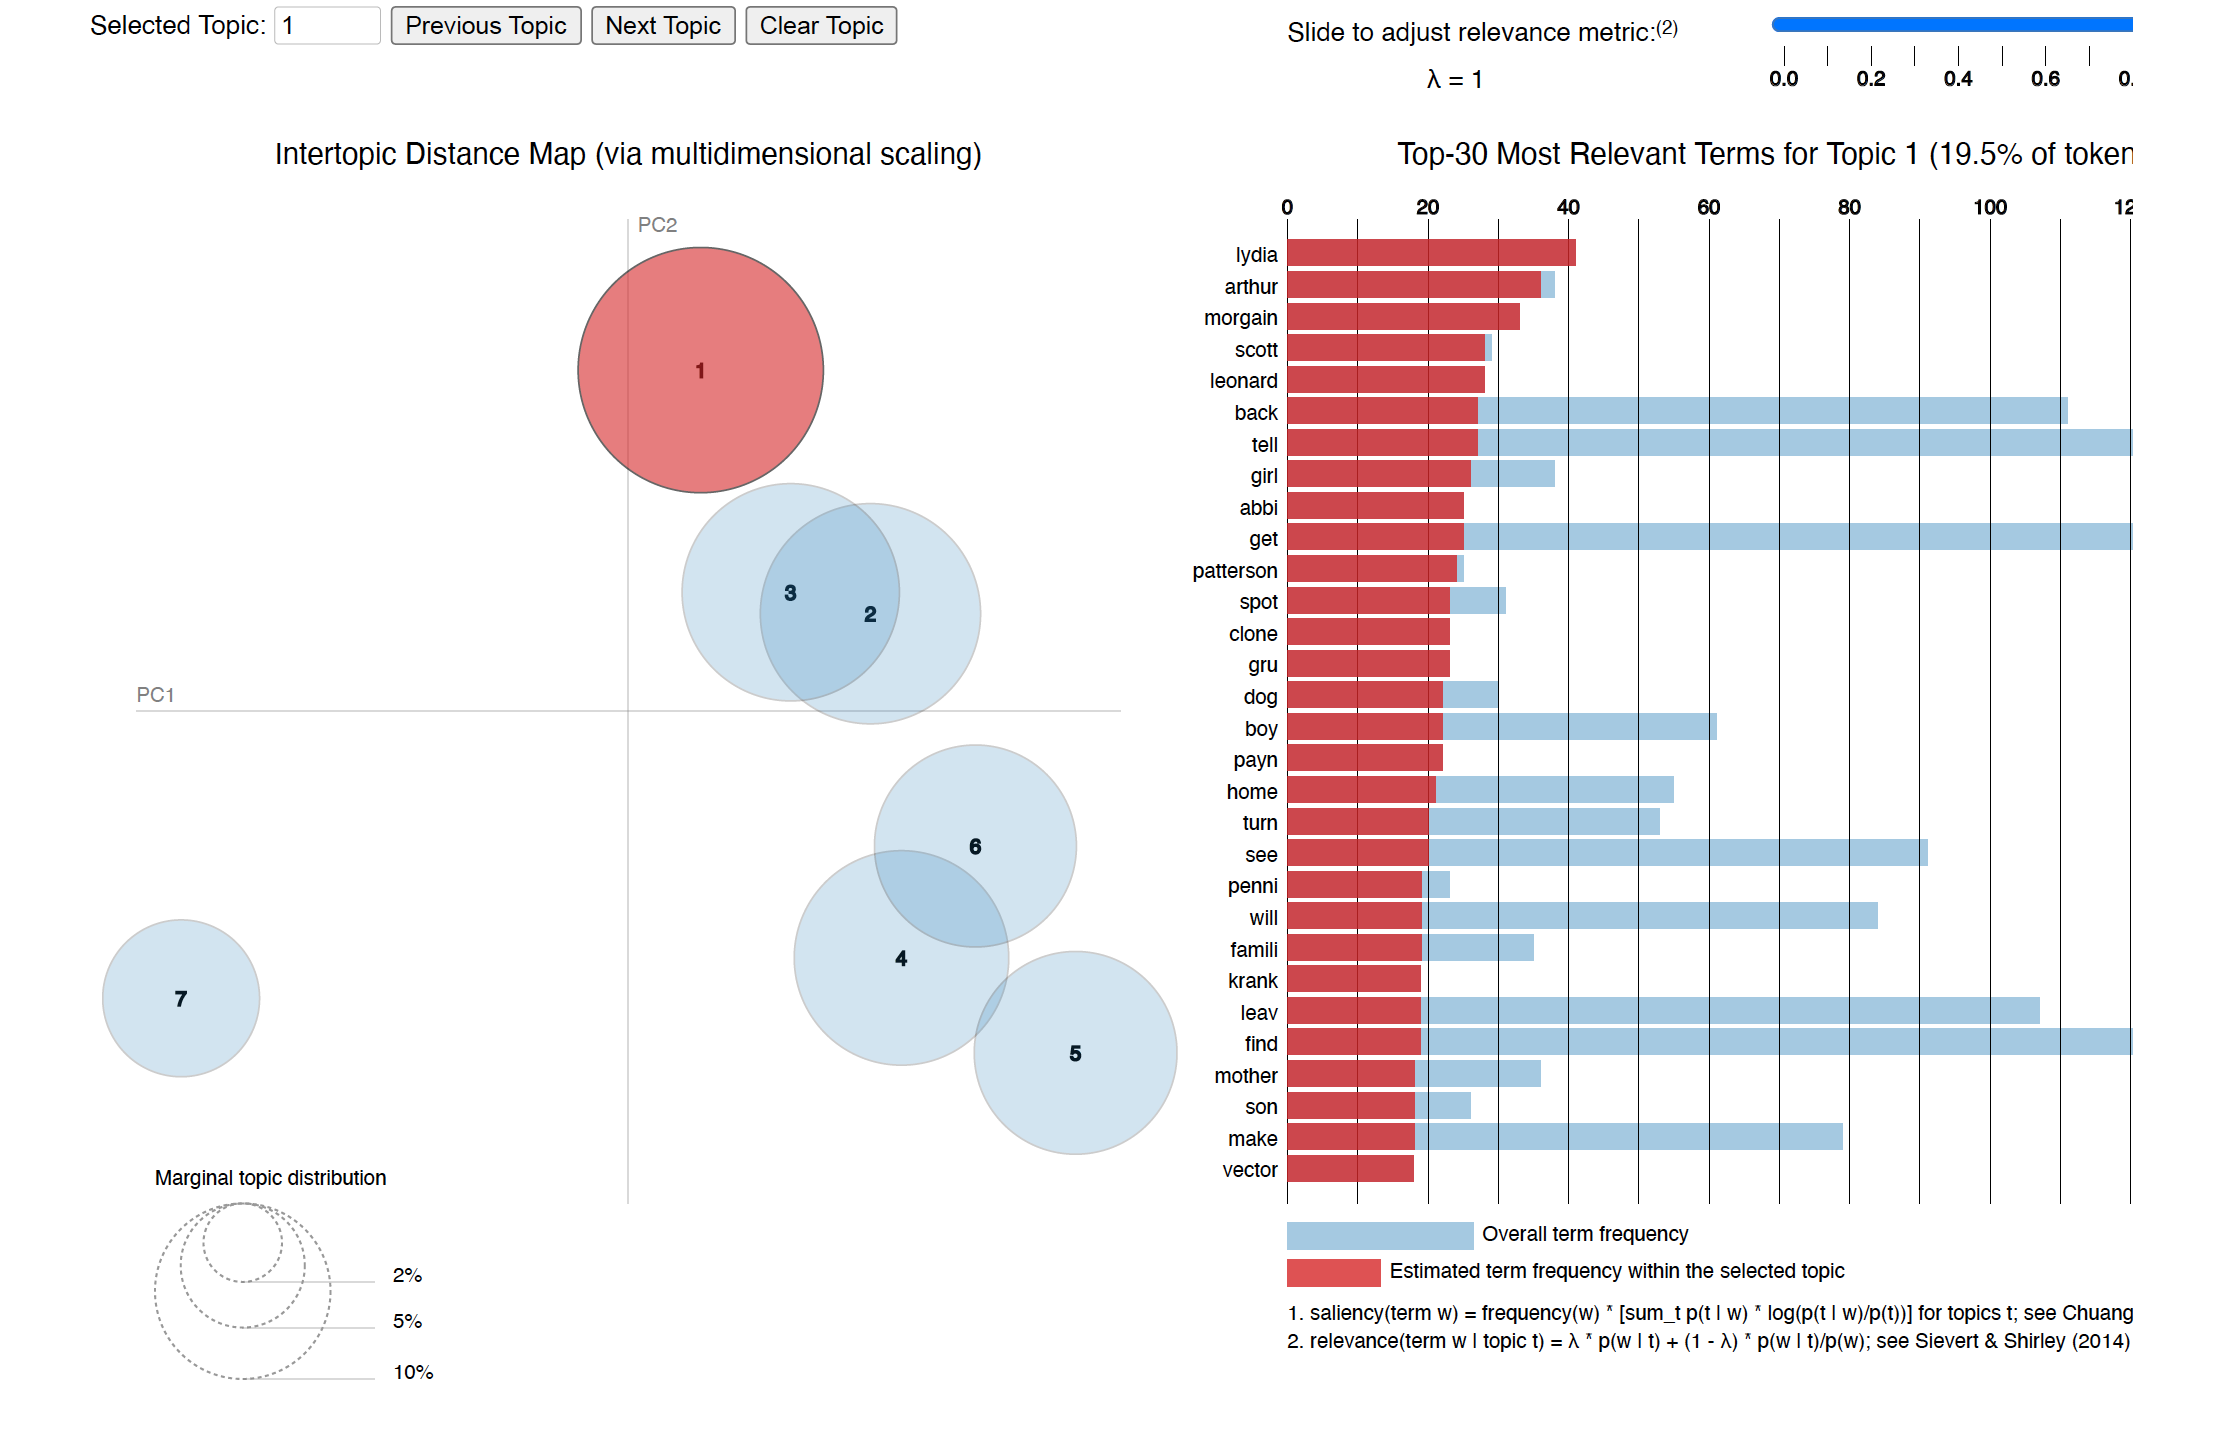 Selected Topic: 1 Previous Topic Next Topic Clear Topic
Slide to adjust relevance metric:(2)
λ = 1
0.0 0.2 0.4 0.6 0.
Intertopic Distance Map (via multidimensional scaling)
PC2
PC1
1
3
2
6
4
5
7
Marginal topic distribution
2%
5%
10%
Top-30 Most Relevant Terms for Topic 1 (19.5% of token
0 20 40 60 80 100 12
lydia
arthur
morgain
scott
leonard
back
tell
girl
abbi
get
patterson
spot
clone
gru
dog
boy
payn
home
turn
see
penni
will
famili
krank
leav
find
mother
son
make
vector
Overall term frequency
Estimated term frequency within the selected topic
1. saliency(term w) = frequency(w) * [sum_t p(t | w) * log(p(t | w)/p(t))] for topics t; see Chuang
2. relevance(term w | topic t) = λ * p(w | t) + (1 - λ) * p(w | t)/p(w); see Sievert & Shirley (2014)